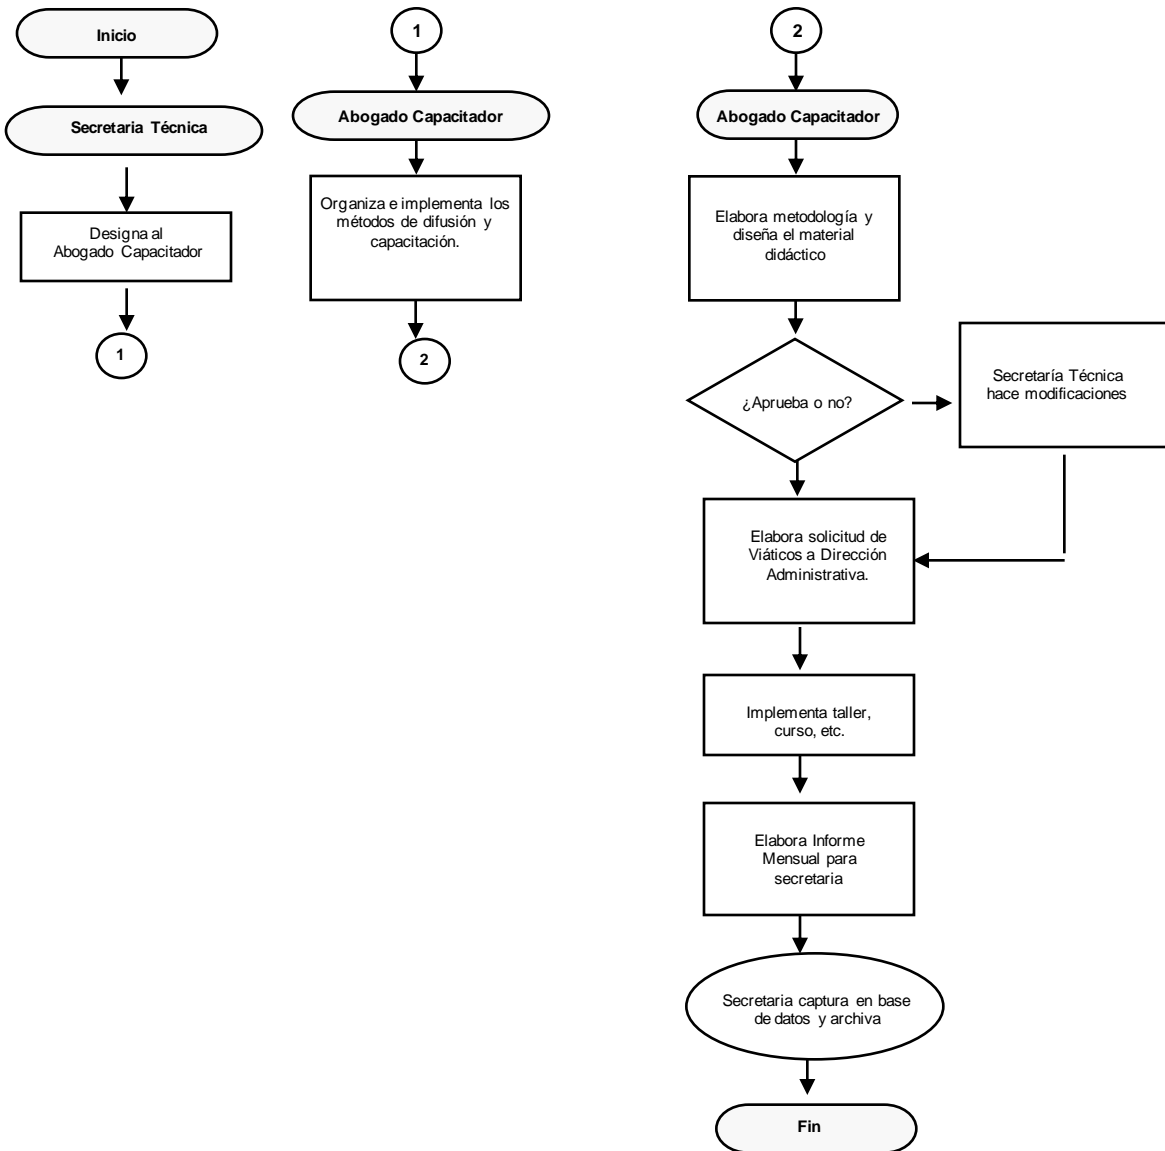 Inicio
Secretaria Técnica
Designa al
Abogado Capacitador
1
1
Abogado Capacitador
Organiza e implementa los
métodos de difusión y
capacitación.
2
2
Abogado Capacitador
Elabora metodología y
diseña el material
didáctico
¿Aprueba o no?
Secretaría Técnica
hace modificaciones
Elabora solicitud de
Viáticos a Dirección
Administrativa.
Implementa taller,
curso, etc.
Elabora Informe
Mensual para
secretaria
Secretaria captura en base
de datos y archiva
Fin